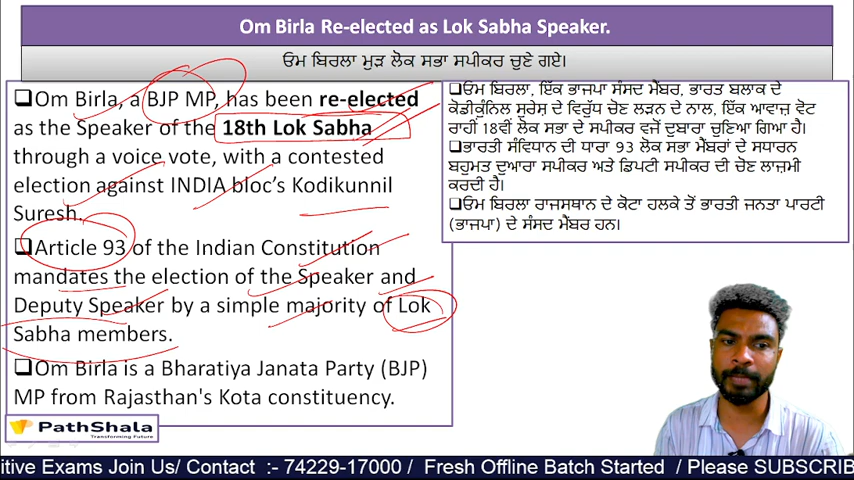 Om Birla Re-elected as Lok Sabha Speaker.
ਓਮ ਬਿਰਲਾ ਮੁੜ ਲੋਕ ਸਭਾ ਸਪੀਕਰ ਚੁਣੇ ਗਏ।
❑Om Birla, a BJP MP, has been re-elected
as the Speaker of the 18th Lok Sabha
through a voice vote, with a contested
election against INDIA bloc's Kodikunnil
Suresh.
❑Article 93 of the Indian Constitution
mandates the election of the Speaker and
Deputy Speaker by a simple majority of Lok
Sabha members.
❑Om Birla is a Bharatiya Janata Party (BJP)
MP from Rajasthan's Kota constituency.
❑ਓਮ ਬਿਰਲਾ, ਇੱਕ ਭਾਜਪਾ ਸੰਸਦ ਮੈਂਬਰ, ਭਾਰਤ ਬਲਾਕ ਦੇ
ਕੋਡੀਕੁੰਨਿਲ ਸੁਰੇਸ਼ ਦੇ ਵਿਰੁੱਧ ਚੋਣ ਲੜਨ ਦੇ ਨਾਲ, ਇੱਕ ਆਵਾਜ਼ ਵੋਟ
ਰਾਹੀਂ 18ਵੀਂ ਲੋਕ ਸਭਾ ਦੇ ਸਪੀਕਰ ਵਜੋਂ ਦੁਬਾਰਾ ਚੁਣਿਆ ਗਿਆ ਹੈ।
❑ਭਾਰਤੀ ਸੰਵਿਧਾਨ ਦੀ ਧਾਰਾ 93 ਲੋਕ ਸਭਾ ਮੈਂਬਰਾਂ ਦੇ ਸਧਾਰਨ
ਬਹੁਮਤ ਦੁਆਰਾ ਸਪੀਕਰ ਅਤੇ ਡਿਪਟੀ ਸਪੀਕਰ ਦੀ ਚੋਣ ਲਾਜ਼ਮੀ
ਕਰਦੀ ਹੈ।
❑ਓਮ ਬਿਰਲਾ ਰਾਜਸਥਾਨ ਦੇ ਕੋਟਾ ਹਲਕੇ ਤੋਂ ਭਾਰਤੀ ਜਨਤਾ ਪਾਰਟੀ
(ਭਾਜਪਾ) ਦੇ ਸੰਸਦ ਮੈਂਬਰ ਹਨ।
PATHSHALA
Transforming Future
itive Exams Join Us/ Contact :- 74229-17000 / Fresh Offline Batch Started / Please SUBSCRIB